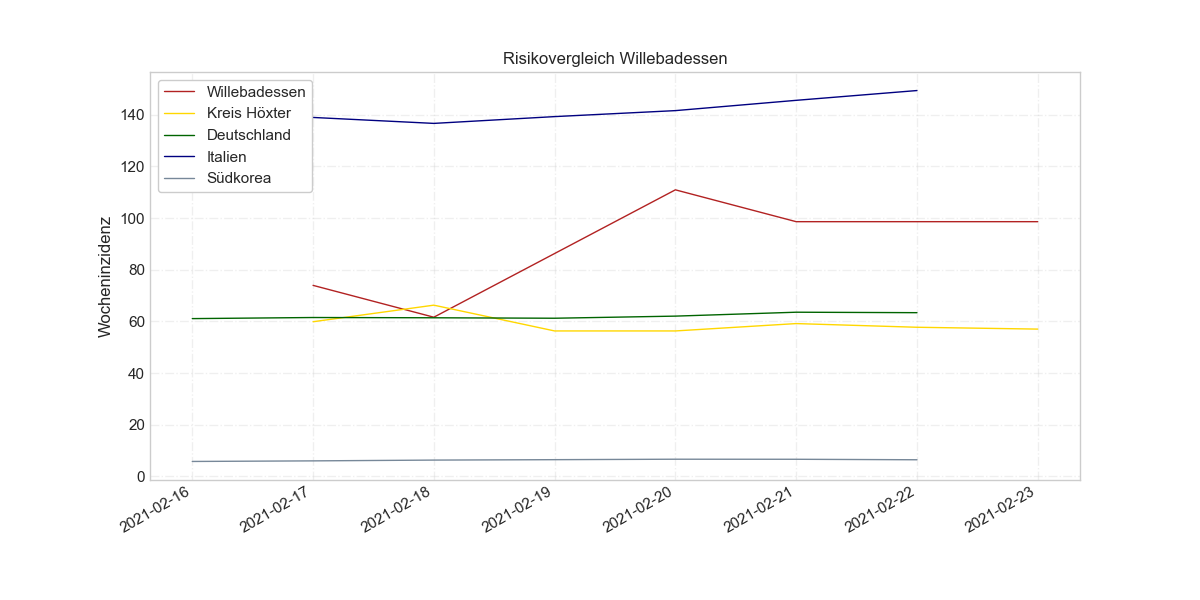 Risikovergleich Willebadessen
Willebadessen
Kreis Höxter
Deutschland
Italien
Südkorea
Wocheninzidenz
140
120
100
80
60
40
20
0
2021-02-16
2021-02-17
2021-02-18
2021-02-19
2021-02-20
2021-02-21
2021-02-22
2021-02-23